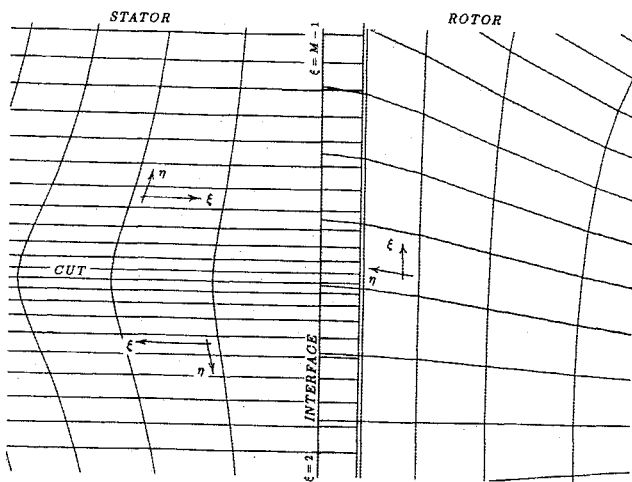 STATOR
ROTOR
ξ=M-1
η
ξ
ξ
η
CUT
ξ
η
INTERFACE
ξ=2